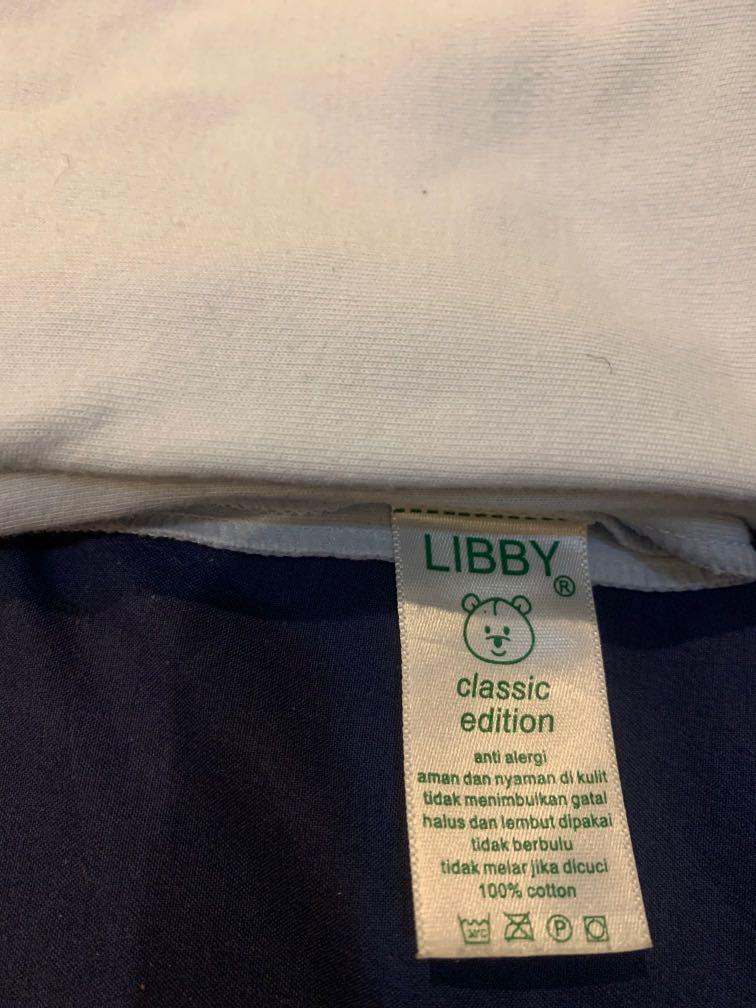 LIBBY®
classic
edition
anti alergi
aman dan nyaman di kulit
tidak menimbulkan gatal
halus dan lembut dipakai
tidak berbulu
tidak melar jika dicuci
100% cotton
30°C P